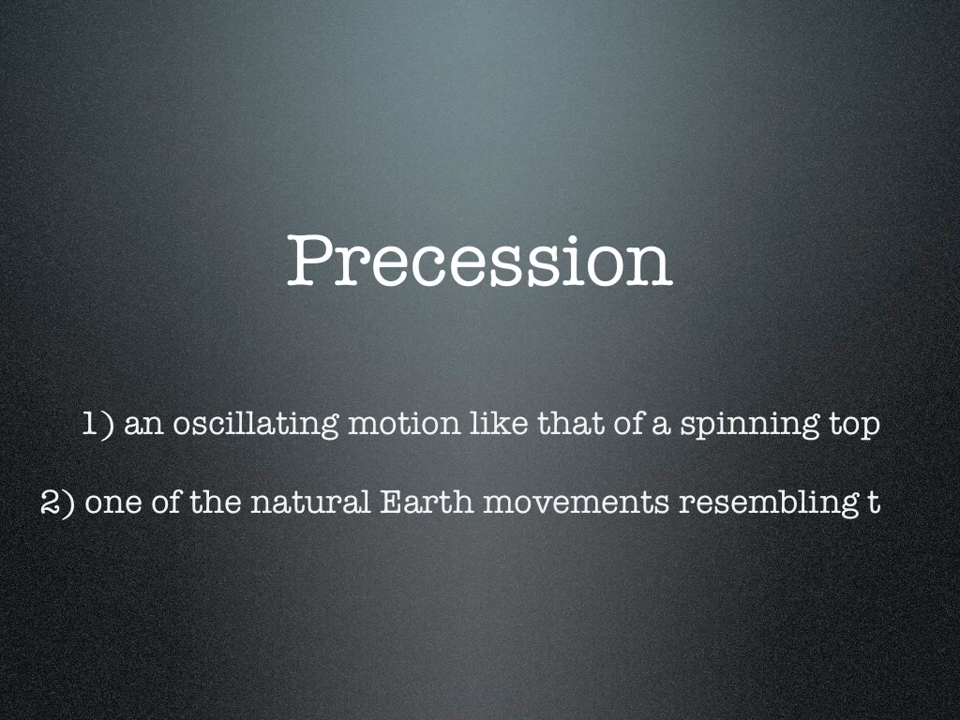 Precession
1) an oscillating motion like that of a spinning top
2) one of the natural Earth movements resembling t